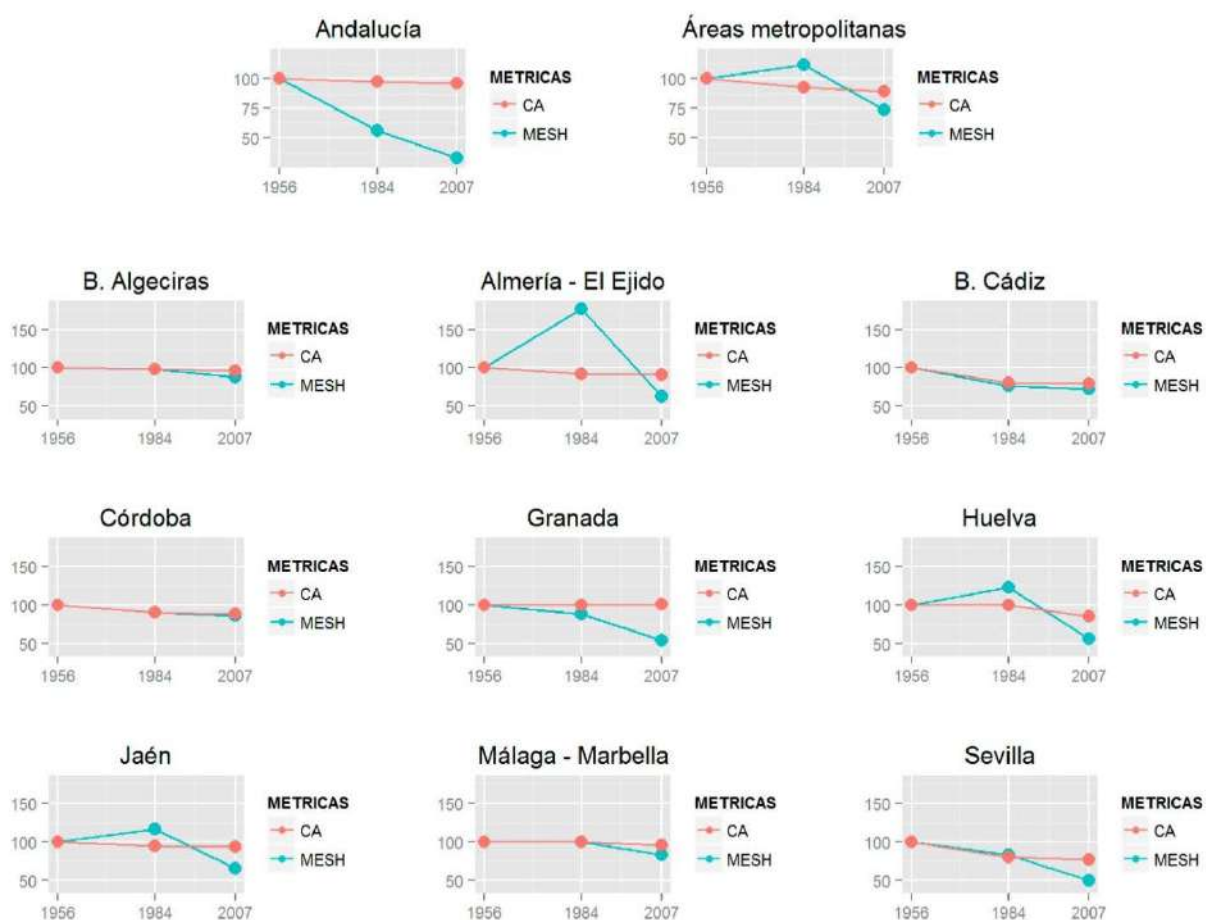 Andalucía
100
75
50
1956 1984 2007
METRICAS
CA
MESH
Áreas metropolitanas
100
75
50
1956 1984 2007
METRICAS
CA
MESH
B. Algeciras
150
100
50
1956 1984 2007
METRICAS
CA
MESH
Almería - El Ejido
150
100
50
1956 1984 2007
METRICAS
CA
MESH
B. Cádiz
150
100
50
1956 1984 2007
METRICAS
CA
MESH
Córdoba
150
100
50
1956 1984 2007
METRICAS
CA
MESH
Granada
150
100
50
1956 1984 2007
METRICAS
CA
MESH
Huelva
150
100
50
1956 1984 2007
METRICAS
CA
MESH
Jaén
150
100
50
1956 1984 2007
METRICAS
CA
MESH
Málaga - Marbella
150
100
50
1956 1984 2007
METRICAS
CA
MESH
Sevilla
150
100
50
1956 1984 2007
METRICAS
CA
MESH